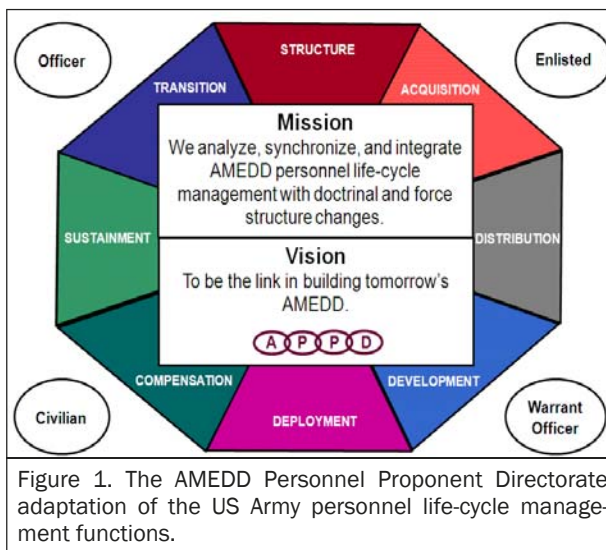 Officer
Enlisted
STRUCTURE
TRANSITION
ACQUISITION
Mission
We analyze, synchronize, and integrate
AMEDD personnel life-cycle
management with doctrinal and force
structure changes.
SUSTAINMENT
DISTRIBUTION
Vision
To be the link in building tomorrow's
AMEDD.
A P P D
COMPENSATION
DEVELOPMENT
DEPLOYMENT
Civilian
Warrant
Officer
Figure 1. The AMEDD Personnel Proponent Directorate
adaptation of the US Army personnel life-cycle manage-
ment functions.